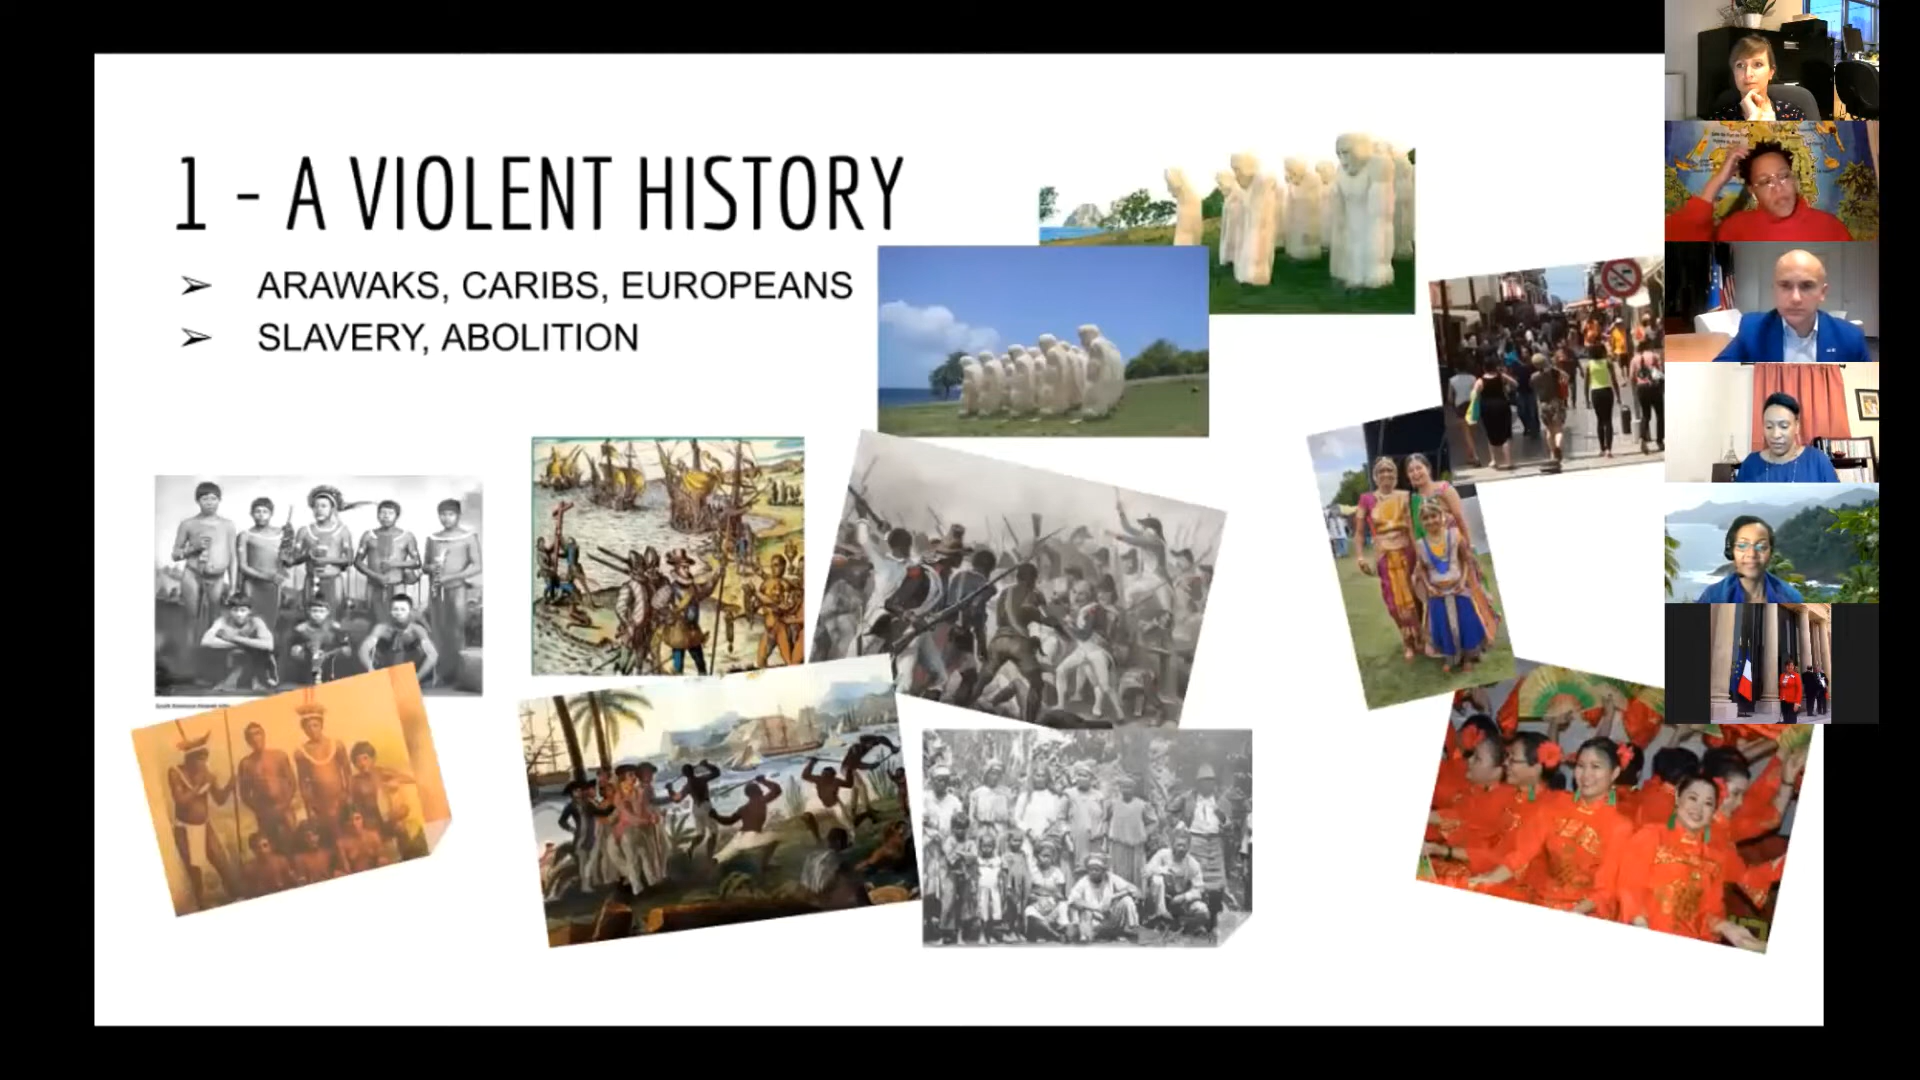 1 - A VIOLENT HISTORY
➢ ARAWAKS, CARIBS, EUROPEANS
➢ SLAVERY, ABOLITION